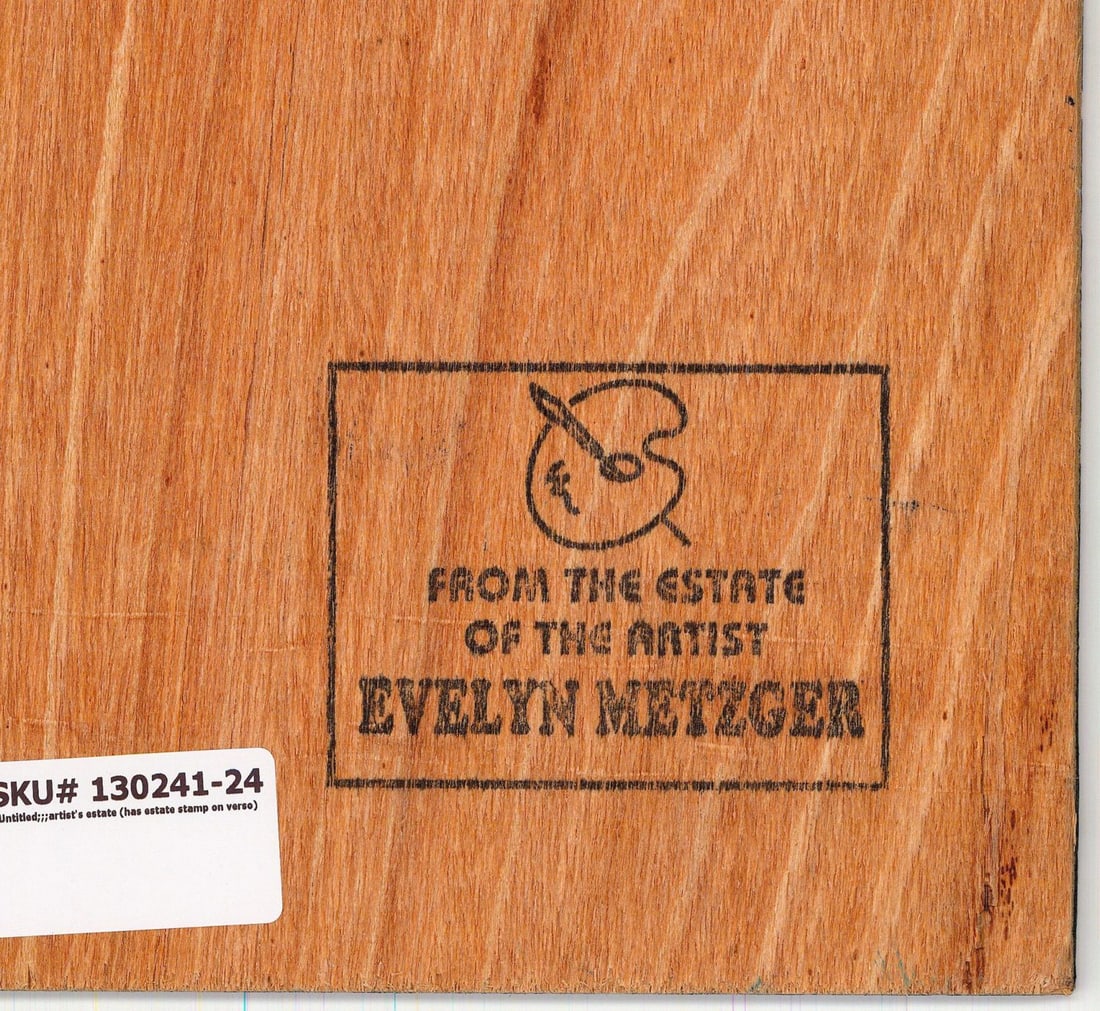 FROM THE ESTATE
OF THE ARTIST
EVELYN METZGER
SKU# 130241-24
Untitled;;;artist's estate (has estate stamp on verso)